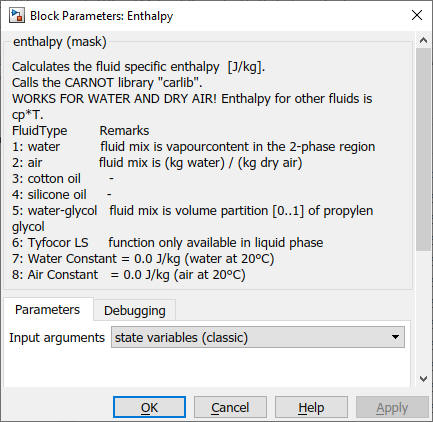 Block Parameters: Enthalpy
enthalpy (mask)
Calculates the fluid specific enthalpy  [J/kg].
Calls the CARNOT library "carlib".
WORKS FOR WATER AND DRY AIR! Enthalpy for other fluids is
cp*T.
FluidType Remarks
1: water fluid mix is vapourcontent in the 2-phase region
2: air fluid mix is (kg water) / (kg dry air)
3: cotton oil -
4: silicone oil -
5: water-glycol fluid mix is volume partition [0..1] of propylen
glycol
6: Tyfocor LS function only available in liquid phase
7: Water Constant = 0.0 J/kg (water at 20ºC)
8: Air Constant = 0.0 J/kg (air at 20ºC)
Parameters Debugging
Input arguments state variables (classic)
OK Cancel Help Apply